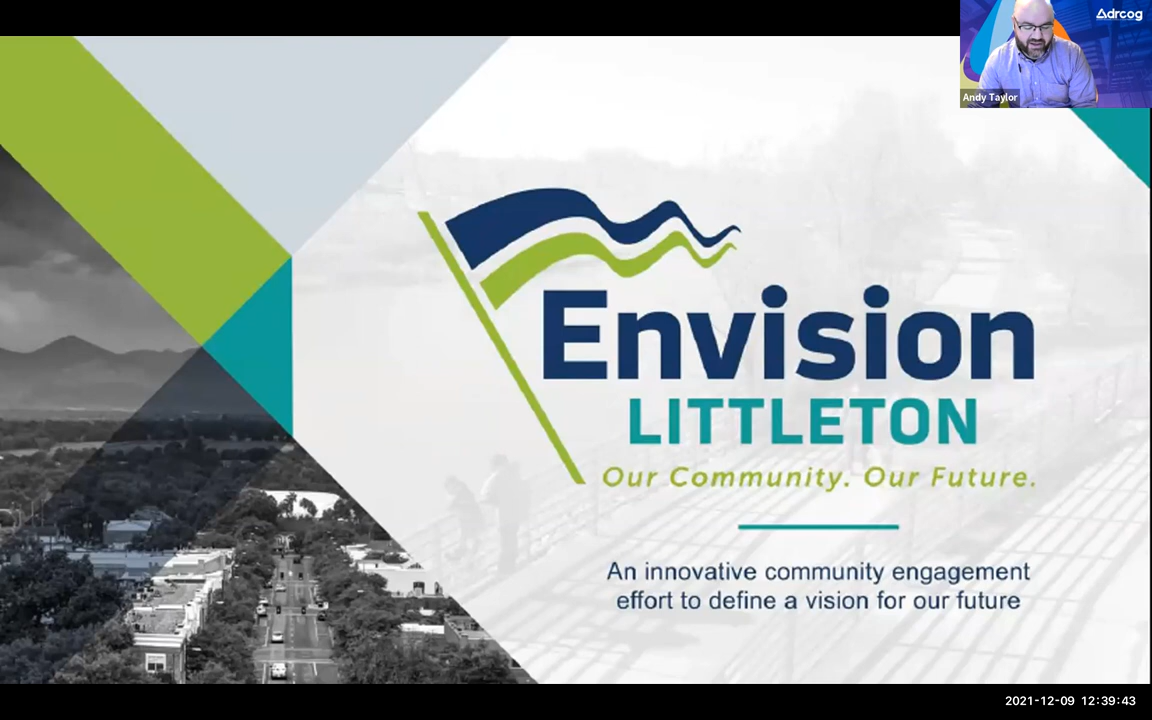 drcog
Andy Taylor
Envision
LITTLETON
Our Community. Our Future.
An innovative community engagement
effort to define a vision for our future
2021-12-09 12:39:43